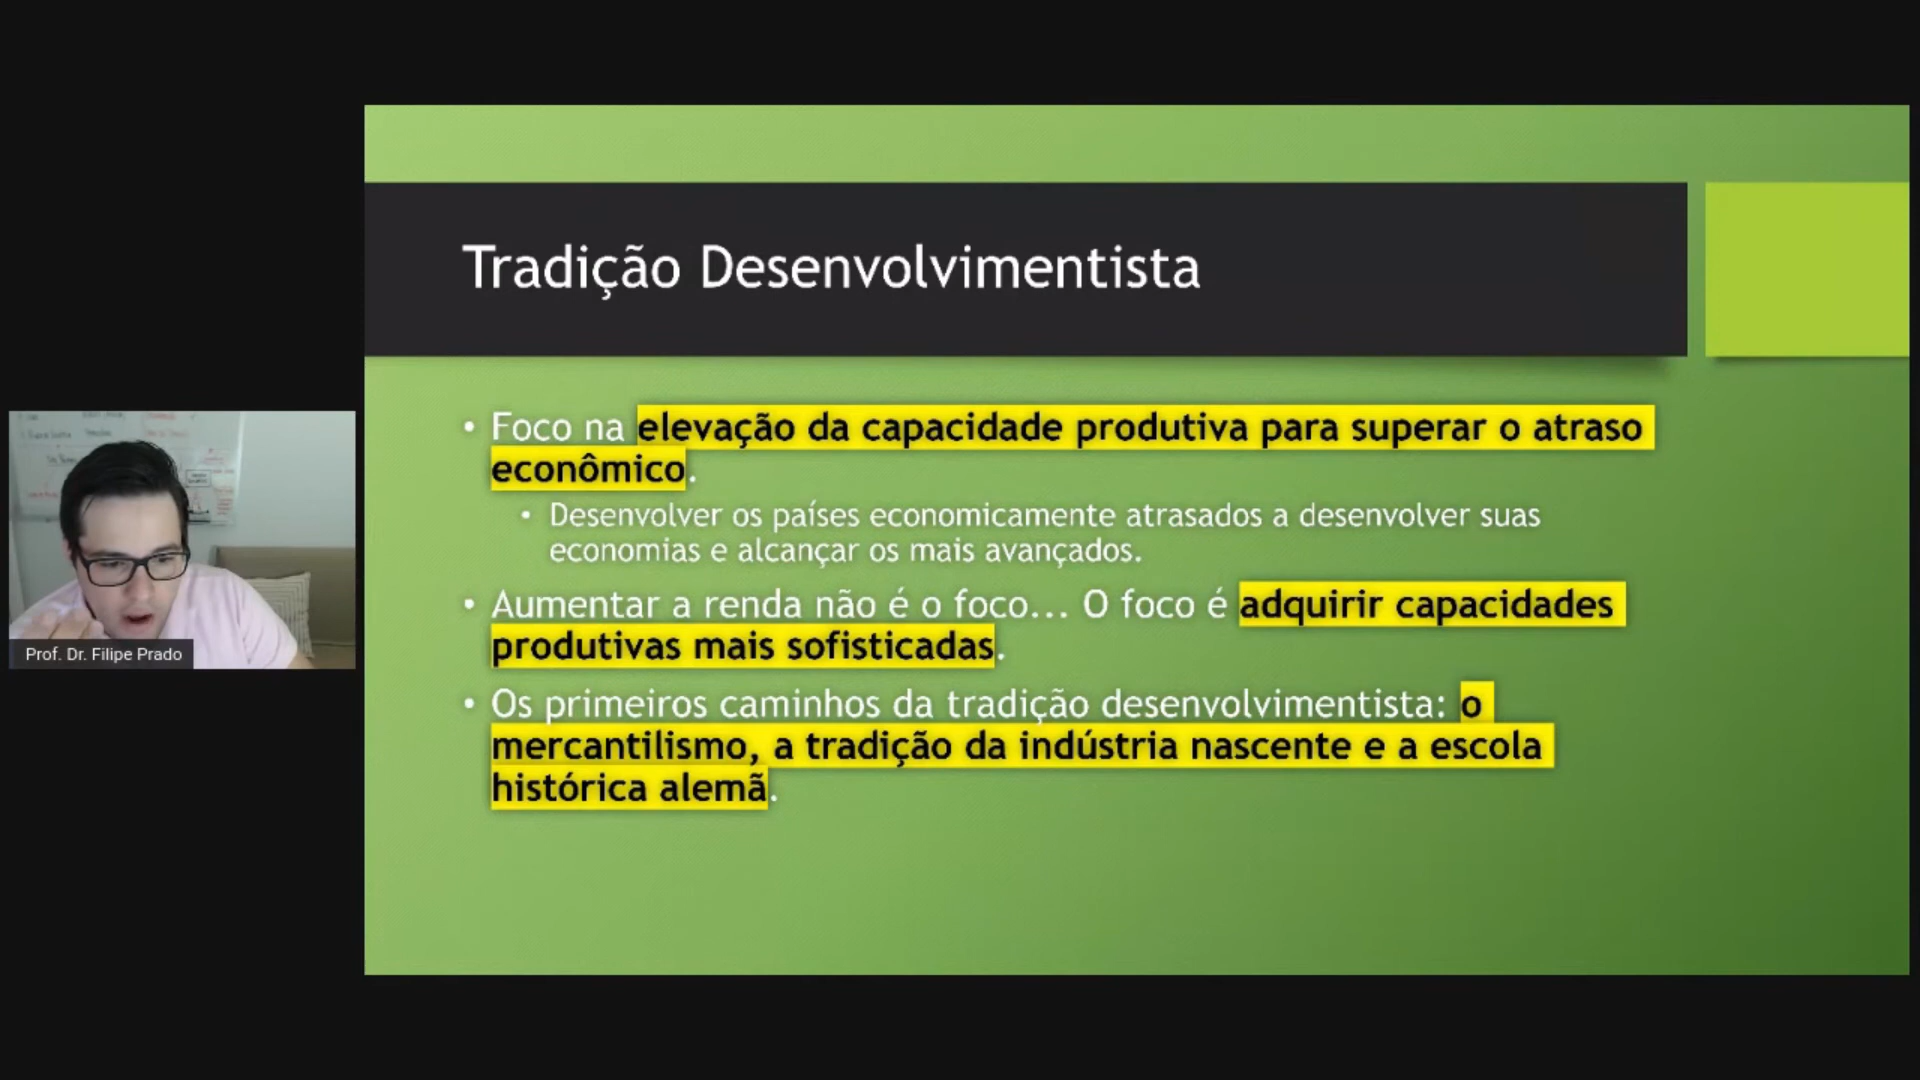 Tradição Desenvolvimentista
• Foco na elevação da capacidade produtiva para superar o atraso
econômico.
• Desenvolver os países economicamente atrasados a desenvolver suas
economias e alcançar os mais avançados.
• Aumentar a renda não é o foco... O foco é adquirir capacidades
produtivas mais sofisticadas.
• Os primeiros caminhos da tradição desenvolvimentista: o
mercantilismo, a tradição da indústria nascente e a escola
histórica alemã.
Prof. Dr. Filipe Prado